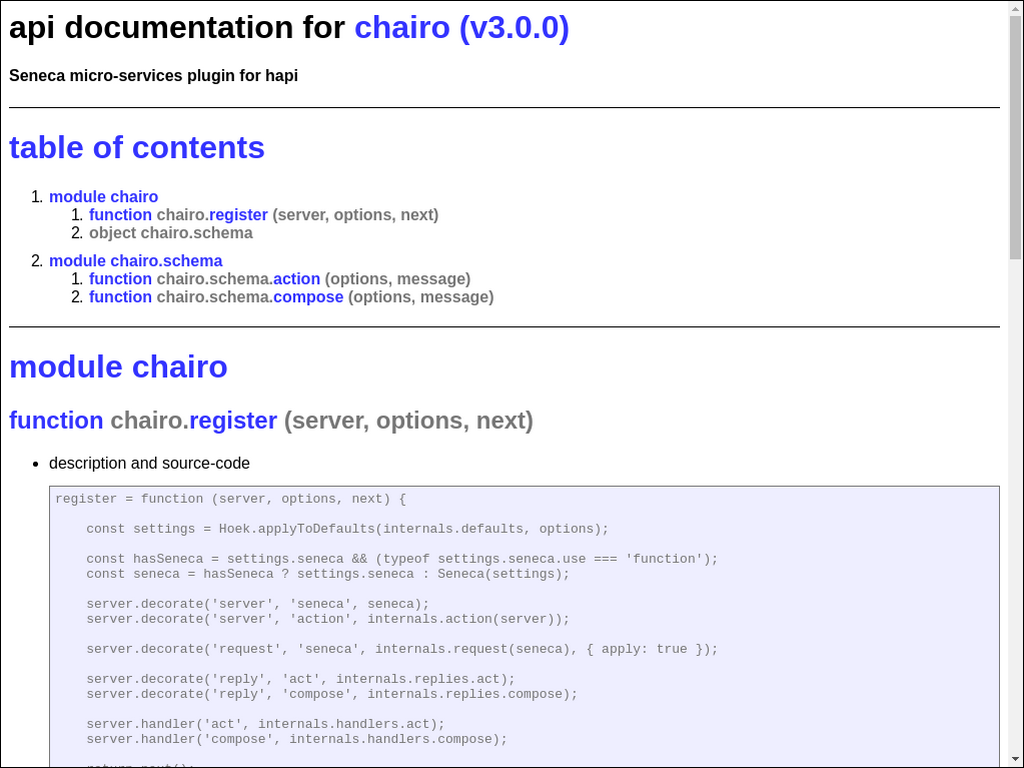 api documentation for chairo (v3.0.0)
Seneca micro-services plugin for hapi
table of contents
1. module chairo
1. function chairo.register (server, options, next)
2. object chairo.schema
2. module chairo.schema
1. function chairo.schema.action (options, message)
2. function chairo.schema.compose (options, message)
module chairo
function chairo.register (server, options, next)
• description and source-code
register = function (server, options, next) {
const settings = Hoek.applyToDefaults(internals.defaults, options);
const hasSeneca = settings.seneca && (typeof settings.seneca.use === 'function');
const seneca = hasSeneca ? settings.seneca : Seneca(settings);
server.decorate('server', 'seneca', seneca);
server.decorate('server', 'action', internals.action(server));
server.decorate('request', 'seneca', internals.request(seneca), { apply: true });
server.decorate('reply', 'act', internals.replies.act);
server.decorate('reply', 'compose', internals.replies.compose);
server.handler('act', internals.handlers.act);
server.handler('compose', internals.handlers.compose);
return next();